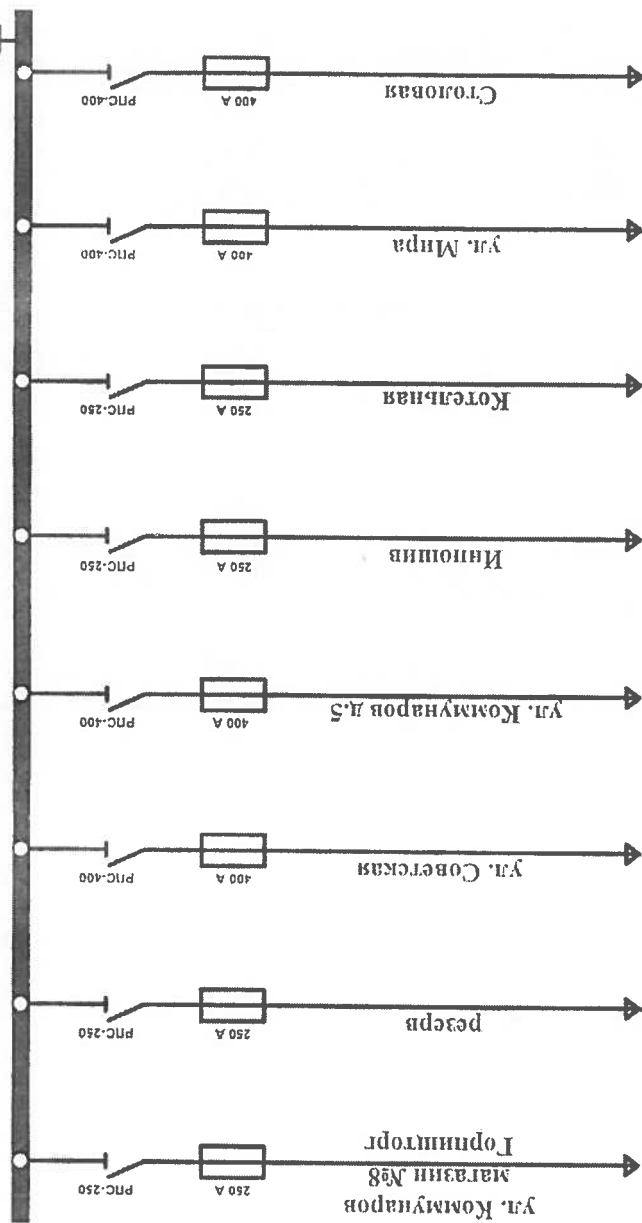 ул. Коммунаров
магазин №8
Горпищторг
250 А
РПС-250
резерв
250 А
РПС-250
ул. Советская
400 А
РПС-400
ул. Коммунаров д.5
400 А
РПС-400
Инпошив
250 А
РПС-250
Котельная
250 А
РПС-250
ул. Мира
400 А
РПС-400
Столовая
400 А
РПС-400